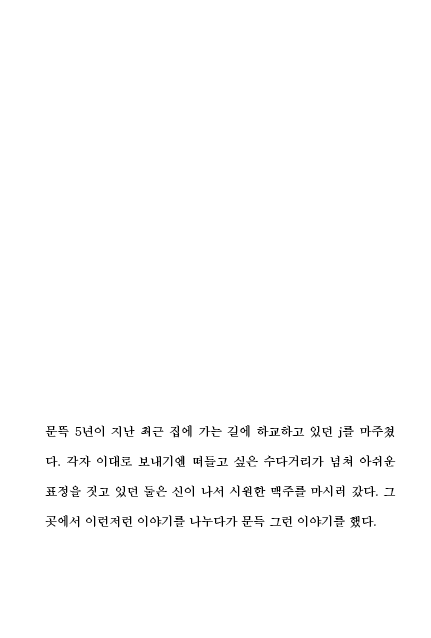 문뜩 5년이 지난 최근 집에 가는 길에 하교하고 있던 j를 마주쳤
다. 각자 이대로 보내기엔 떠들고 싶은 수다거리가 넘쳐 아쉬운
표정을 짓고 있던 둘은 신이 나서 시원한 맥주를 마시러 갔다. 그
곳에서 이런저런 이야기를 나누다가 문득 그런 이야기를 했다.